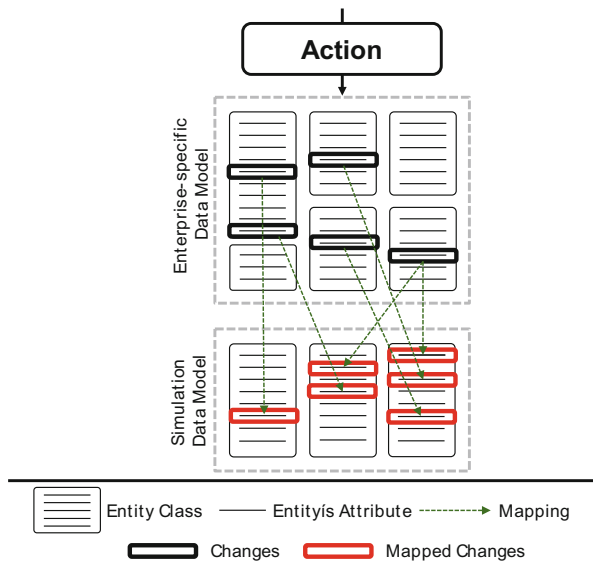 Action
Enterprise-specific
Data Model
Simulation
Data Model
Entity Class
Entityís Attribute
Mapping
Changes
Mapped Changes